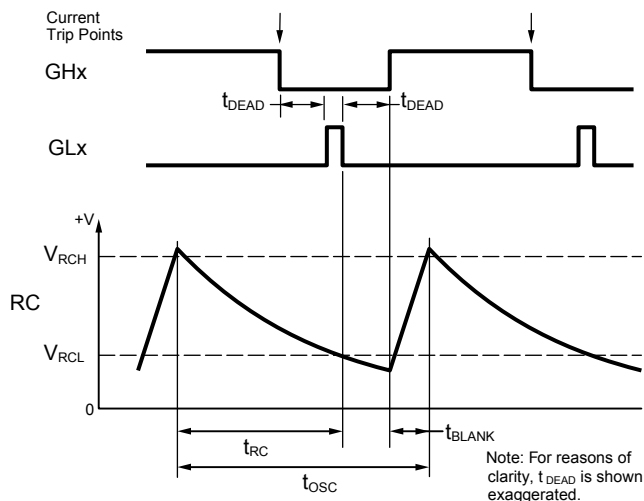 Current
Trip Points
GHx
tDEAD
tDEAD
GLx
+V
VRCH
RC
VRCL
0
tBLANK
tRC
tOSC
Note: For reasons of
clarity, tDEAD is shown
exaggerated.